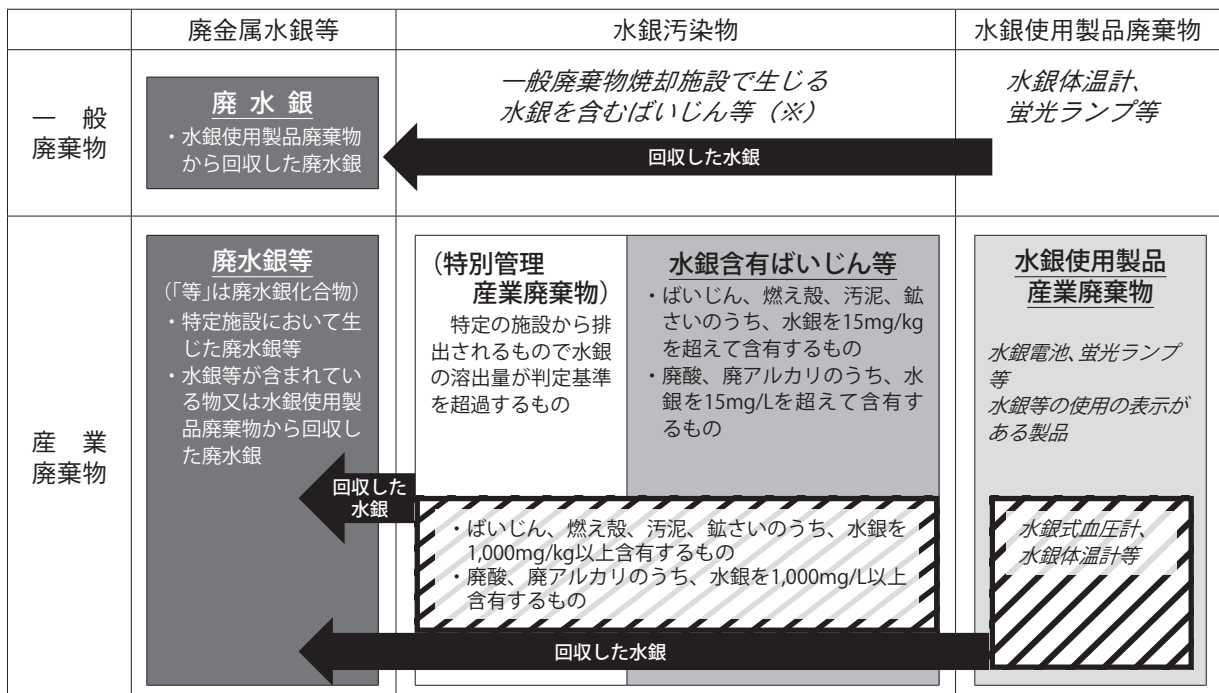 廃金属水銀等
水銀汚染物
水銀使用製品廃棄物
一　般
廃棄物
廃 水 銀
・水銀使用製品廃棄物
から回収した廃水銀
一般廃棄物焼却施設で生じる
水銀を含むばいじん等（※）
水銀体温計、
蛍光ランプ等
回収した水銀
産　業
廃棄物
廃水銀等
（「等」は廃水銀化合物）
・特定施設において生
じた廃水銀等
・水銀等が含まれてい
る物又は水銀使用製
品廃棄物から回収し
た廃水銀
（特別管理
産業廃棄物）
特定の施設から排
出されるもので水銀
の溶出量が判定基準
を超過するもの
水銀含有ばいじん等
・ばいじん、燃え殻、汚泥、鉱
さいのうち、水銀を15mg/kg
を超えて含有するもの
・廃酸、廃アルカリのうち、水
銀を15mg/Lを超えて含有す
るもの
水銀使用製品
産業廃棄物
水銀電池、蛍光ランプ
等
水銀等の使用の表示が
ある製品
回収した
水銀
・ばいじん、燃え殻、汚泥、鉱さいのうち、水銀を
1,000mg/kg以上含有するもの
・廃酸、廃アルカリのうち、水銀を1,000mg/L以上
含有するもの
水銀式血圧計、
水銀体温計等
回収した水銀